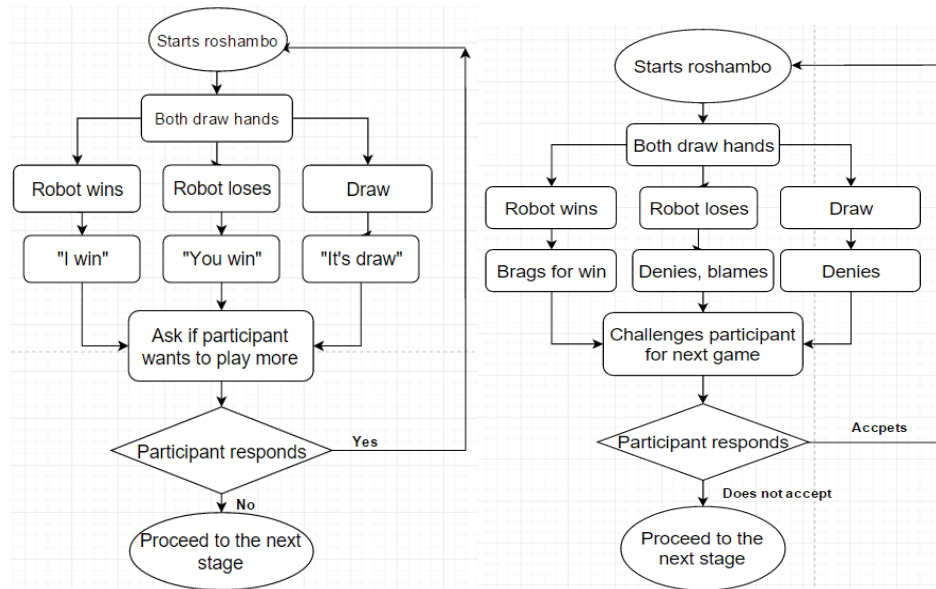 Starts roshambo
Both draw hands
Robot wins
Robot loses
Draw
"I win"
"You win"
"It's draw"
Ask if participant
wants to play more
Participant responds
Yes
No
Proceed to the next
stage
Starts roshambo
Both draw hands
Robot wins
Robot loses
Draw
Brags for win
Denies, blames
Denies
Challenges participant
for next game
Participant responds
Accpets
Does not accept
Proceed to the
next stage